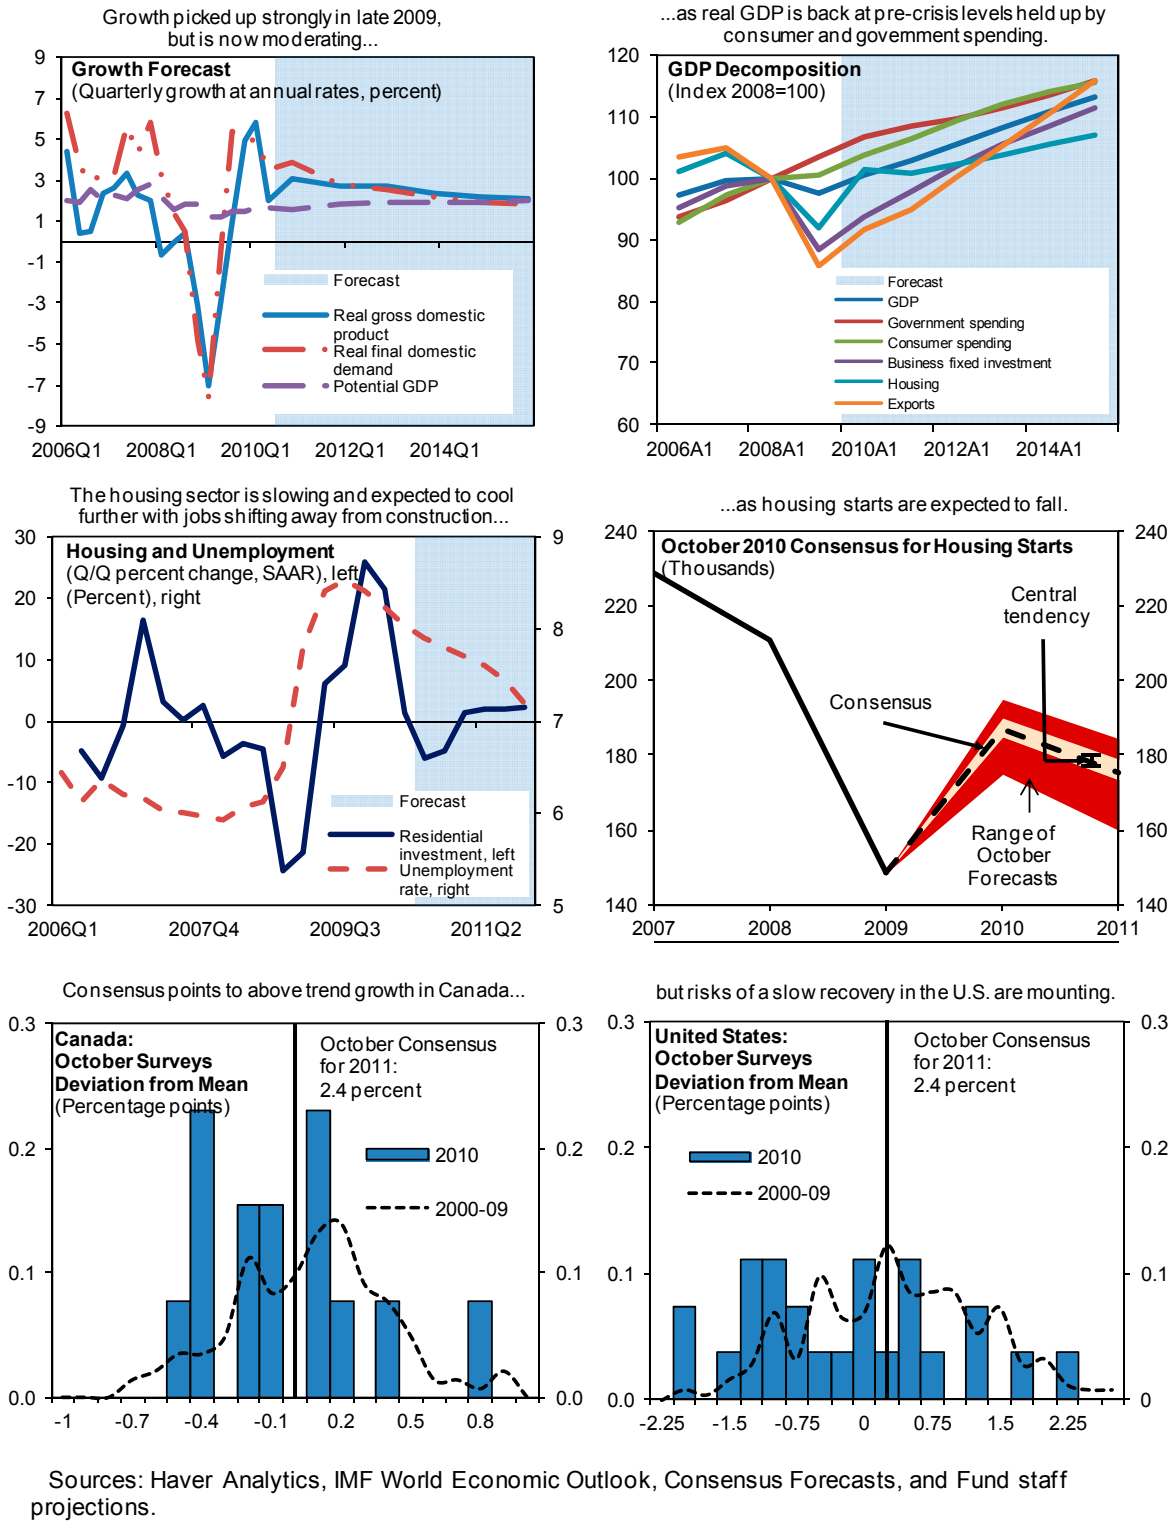 Growth picked up strongly in late 2009,
but is now moderating...
9
7
5
3
1
-1
-3
-5
-7
-9
Growth Forecast
(Quarterly growth at annual rates, percent)
Forecast
Real gross domestic
product
Real final domestic
demand
Potential GDP
2006Q1 2008Q1 2010Q1 2012Q1 2014Q1
...as real GDP is back at pre-crisis levels held up by
consumer and government spending.
120
110
100
90
80
70
60
GDP Decomposition
(Index 2008=100)
Forecast
GDP
Government spending
Consumer spending
Business fixed investment
Housing
Exports
2006A1 2008A1 2010A1 2012A1 2014A1
The housing sector is slowing and expected to cool
further with jobs shifting away from construction...
30
20
10
0
-10
-20
-30
Housing and Unemployment
(Q/Q percent change, SAAR), left
(Percent), right
9
8
7
6
5
Forecast
Residential
investment, left
Unemployment
rate, right
2006Q1 2007Q4 2009Q3 2011Q2
...as housing starts are expected to fall.
240
220
200
180
160
140
October 2010 Consensus for Housing Starts
(Thousands)
Central
tendency
Consensus
Range of
October
Forecasts
240
220
200
180
160
140
2007 2008 2009 2010 2011
Consensus points to above trend growth in Canada...
0.3
0.2
0.1
0.0
Canada:
October Surveys
Deviation from Mean
(Percentage points)
October Consensus
for 2011:
2.4 percent
2010
2000-09
0.3
0.2
0.1
0.0
-1 -0.7 -0.4 -0.1 0.2 0.5 0.8
but risks of a slow recovery in the U.S. are mounting.
0.3
0.2
0.1
0.0
United States:
October Surveys
Deviation from Mean
(Percentage points)
October Consensus
for 2011:
2.4 percent
2010
2000-09
0.3
0.2
0.1
0
-2.25 -1.5 -0.75 0 0.75 1.5 2.25
Sources: Haver Analytics, IMF World Economic Outlook, Consensus Forecasts, and Fund staff
projections.